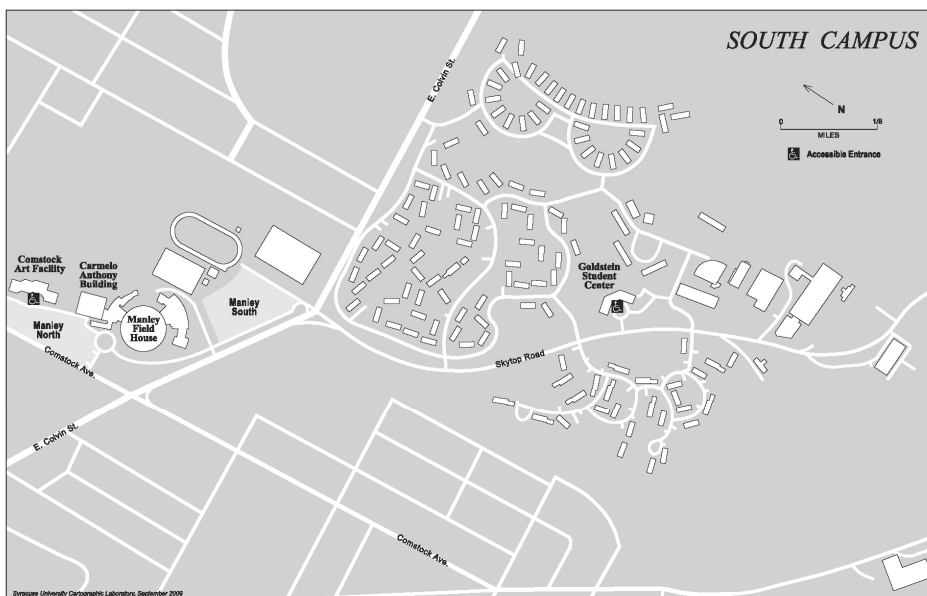 SOUTH CAMPUS
E. Colvin St.
N
0
1/8
MILES
Accessible Entrance
Comstock
Art Facility
Carmelo
Anthony
Building
Goldstein
Student
Center
Manley
South
Manley
Field
House
Manley
North
Comstock Ave.
Skytop Road
E. Colvin St.
Comstock Ave.
Syracuse University Cartographic Laboratory, September 2009